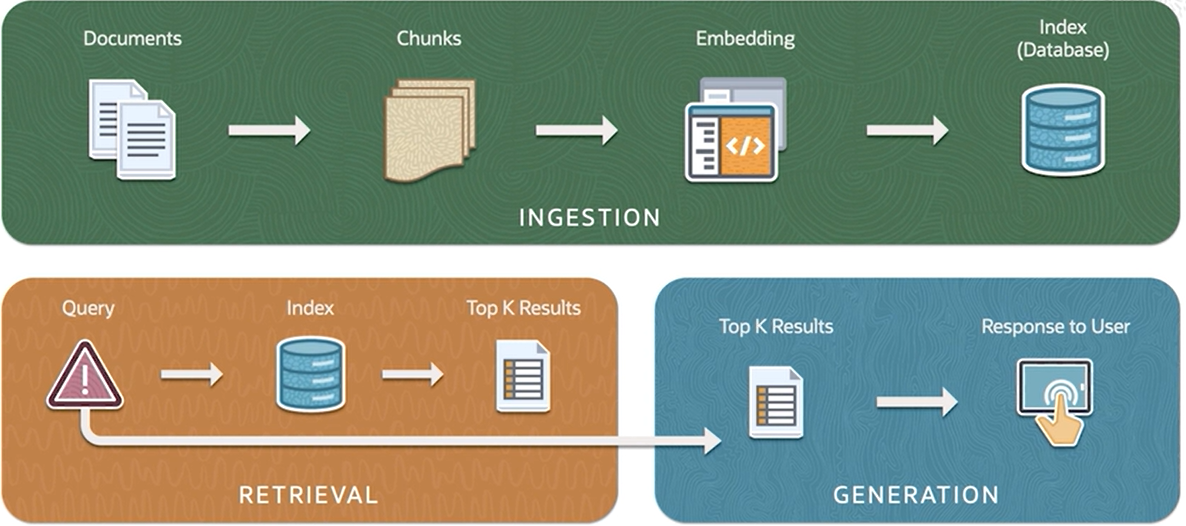 Documents
Chunks
Embedding
Index
(Database)
INGESTION
Query
Index
Top K Results
RETRIEVAL
Top K Results
Response to User
GENERATION